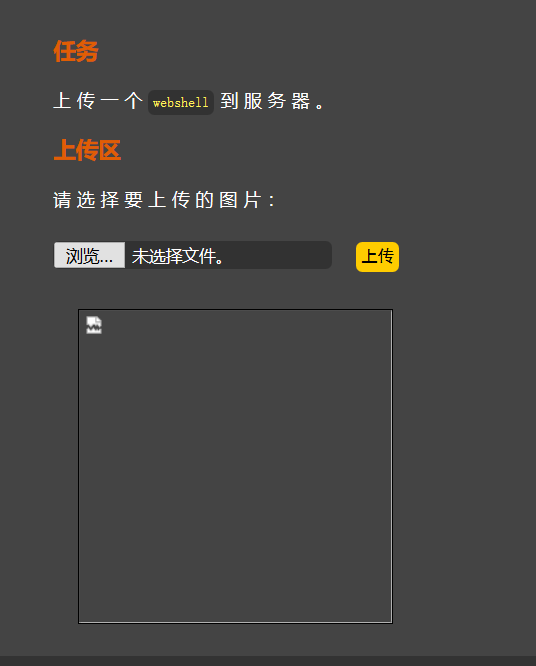 任务
上传一个 webshell 到服务器。
上传区
请选择要上传的图片：
浏览... 未选择文件。 上传